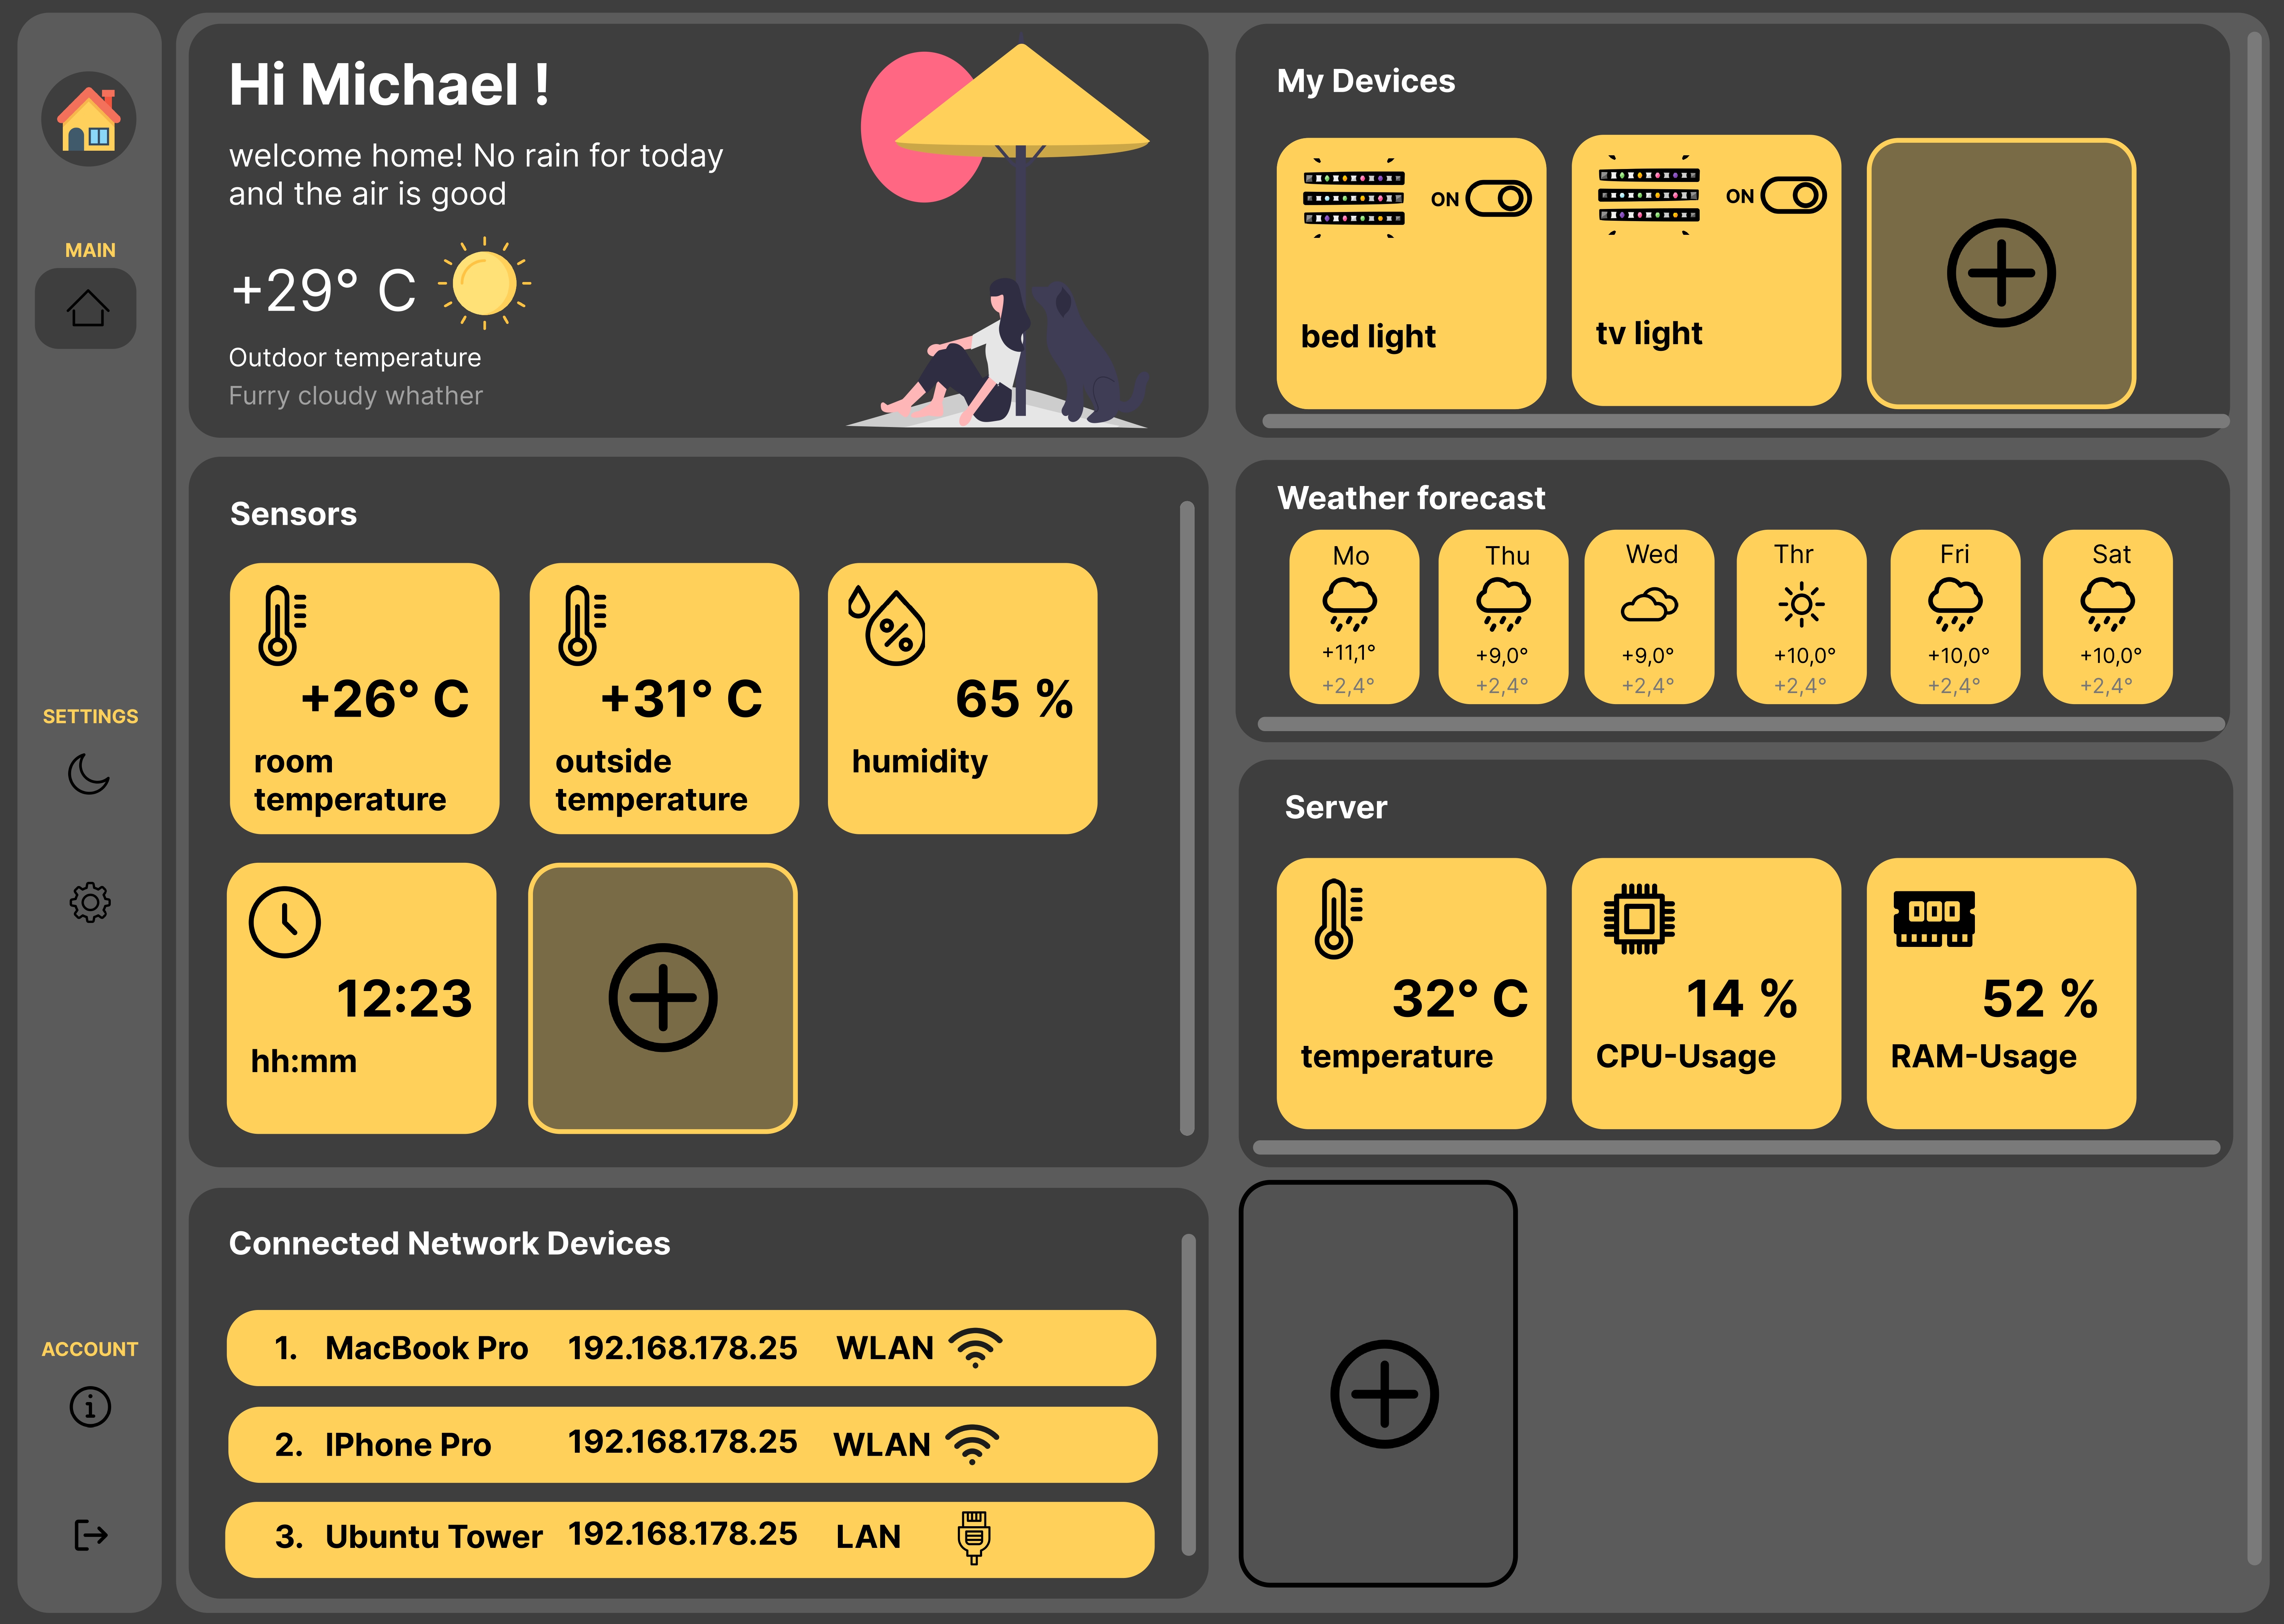 MAIN
SETTINGS
ACCOUNT
Hi Michael !
welcome home! No rain for today
and the air is good
+29° C
Outdoor temperature
Furry cloudy whather
My Devices
ON
bed light
ON
tv light
Sensors
+26° C
room
temperature
+31° C
outside
temperature
65 %
humidity
12:23
hh:mm
Weather forecast
Mo
+11,1°
+2,4°
Thu
+9,0°
+2,4°
Wed
+9,0°
+2,4°
Thr
+10,0°
+2,4°
Fri
+10,0°
+2,4°
Sat
+10,0°
+2,4°
Server
32° C
temperature
14 %
CPU-Usage
52 %
RAM-Usage
Connected Network Devices
1. MacBook Pro 192.168.178.25 WLAN
2. IPhone Pro 192.168.178.25 WLAN
3. Ubuntu Tower 192.168.178.25 LAN